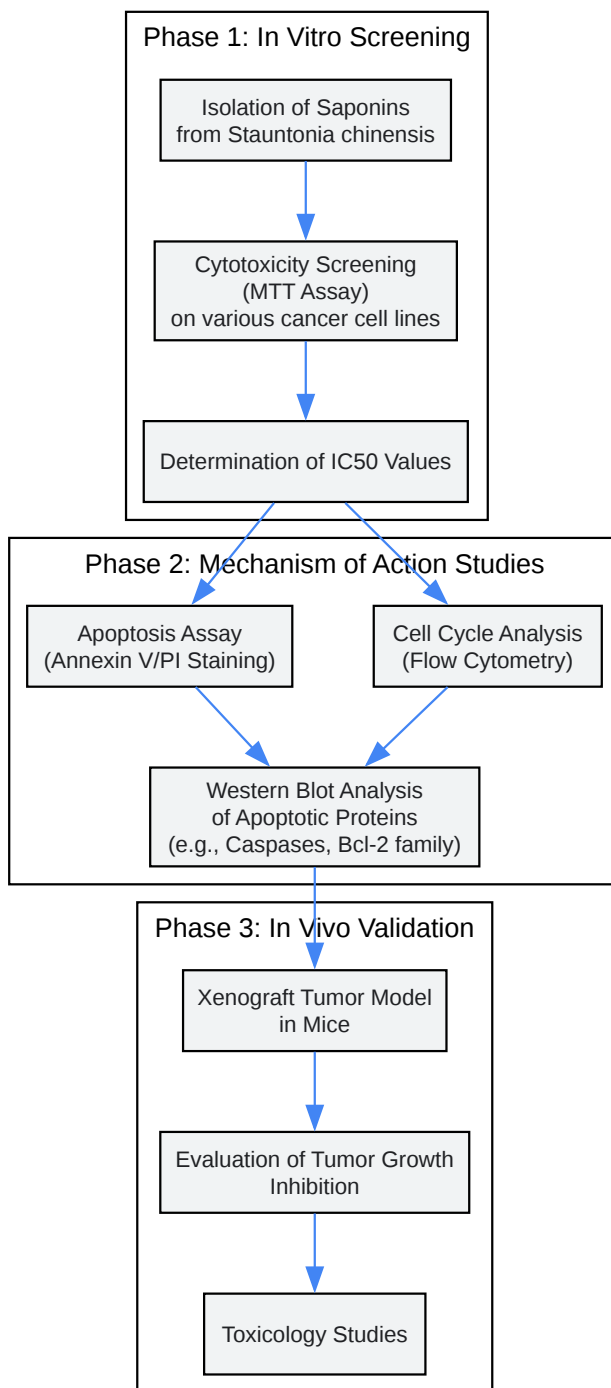 Phase 1: In Vitro Screening
Isolation of Saponins
from Stauntonia chinensis
Cytotoxicity Screening
(MTT Assay)
on various cancer cell lines
Determination of IC50 Values
Phase 2: Mechanism of Action Studies
Apoptosis Assay
(Annexin V/PI Staining)
Cell Cycle Analysis
(Flow Cytometry)
Western Blot Analysis
of Apoptotic Proteins
(e.g., Caspases, Bcl-2 family)
Phase 3: In Vivo Validation
Xenograft Tumor Model
in Mice
Evaluation of Tumor Growth
Inhibition
Toxicology Studies